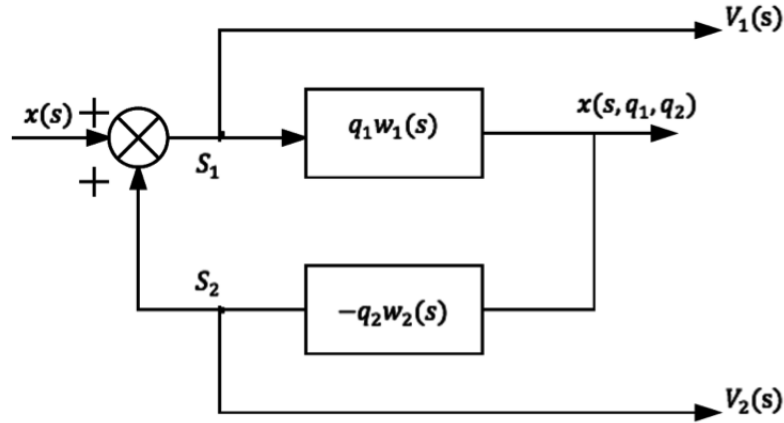 V₁(s)
x(s)
+
q₁w₁(s)
x(s, q₁, q₂)
+
S₁
S₂
−q₂w₂(s)
V₂(s)